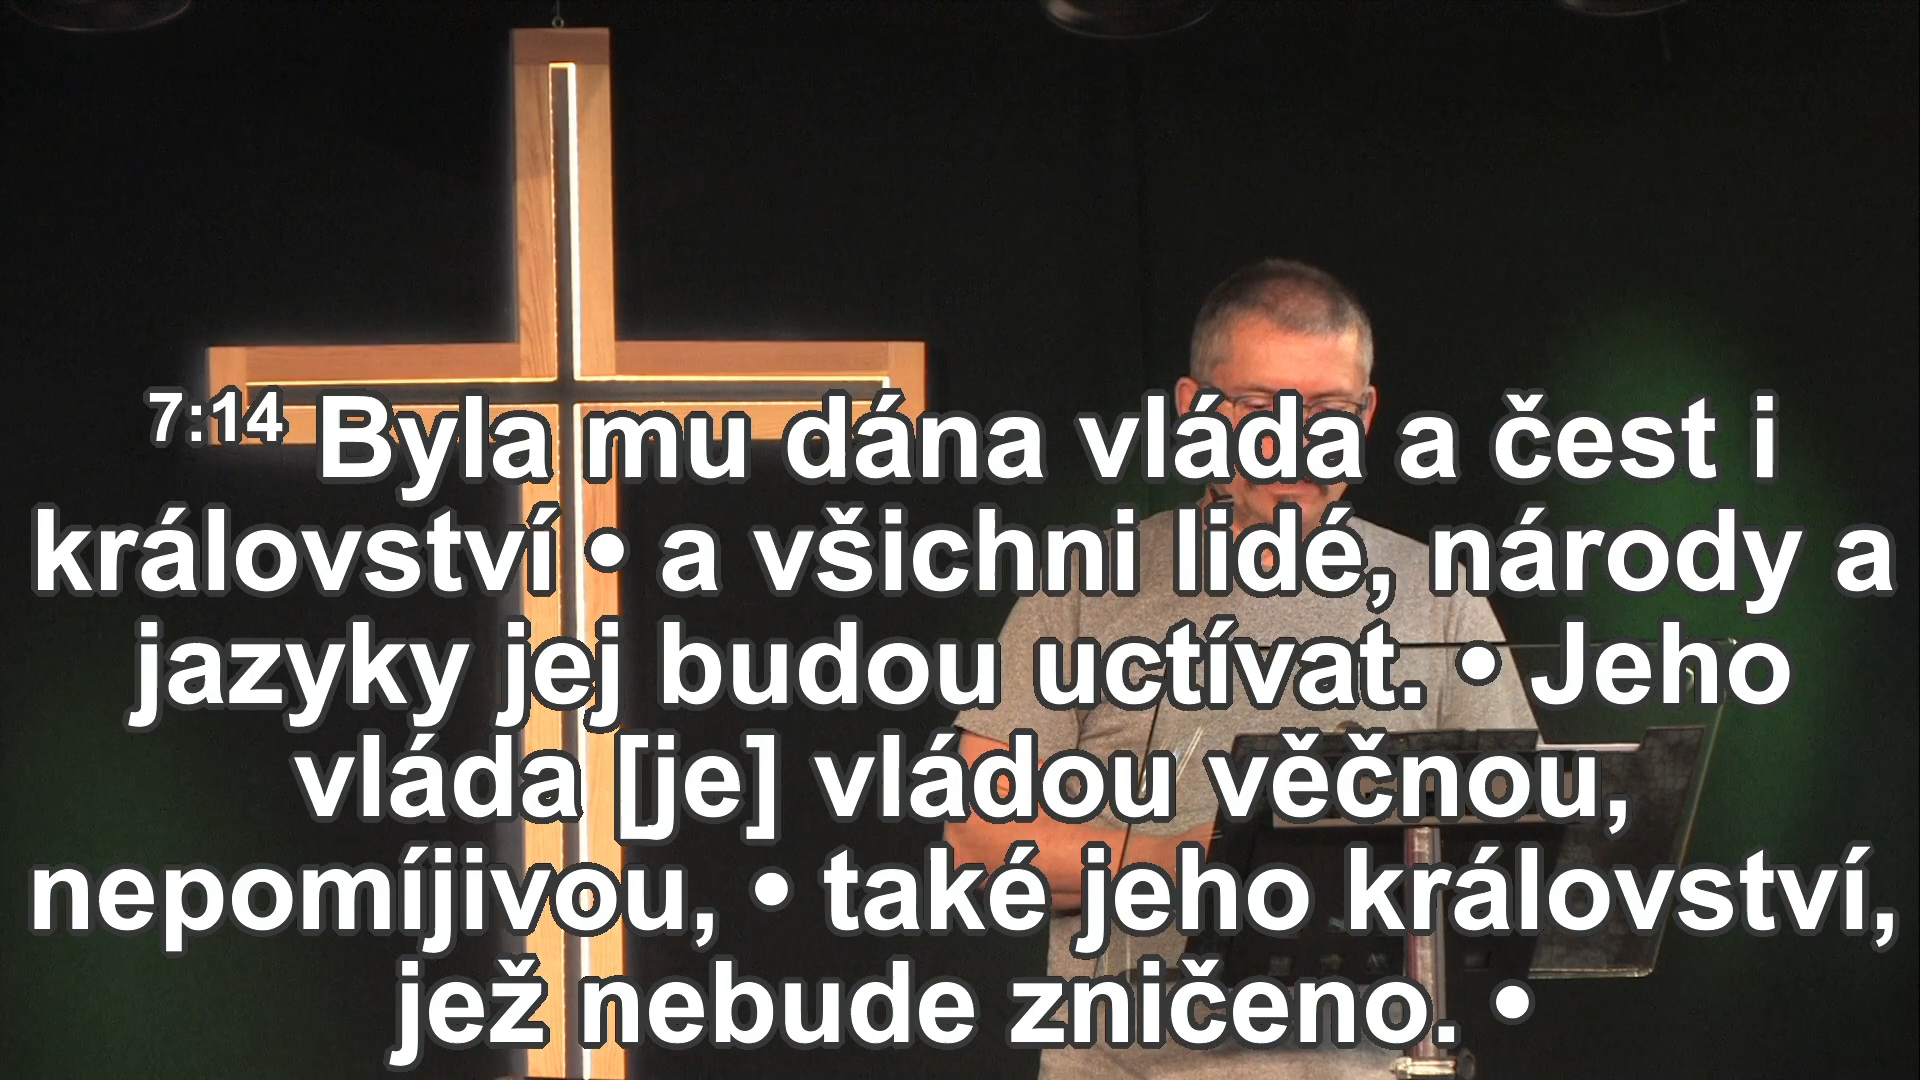 7:14 Byla mu dána vláda a čest i
království • a všichni lidé, národy a
jazyky jej budou uctívat. • Jeho
vláda [je] vládou věčnou,
nepomíjivou, • také jeho království,
jež nebude zničeno. •